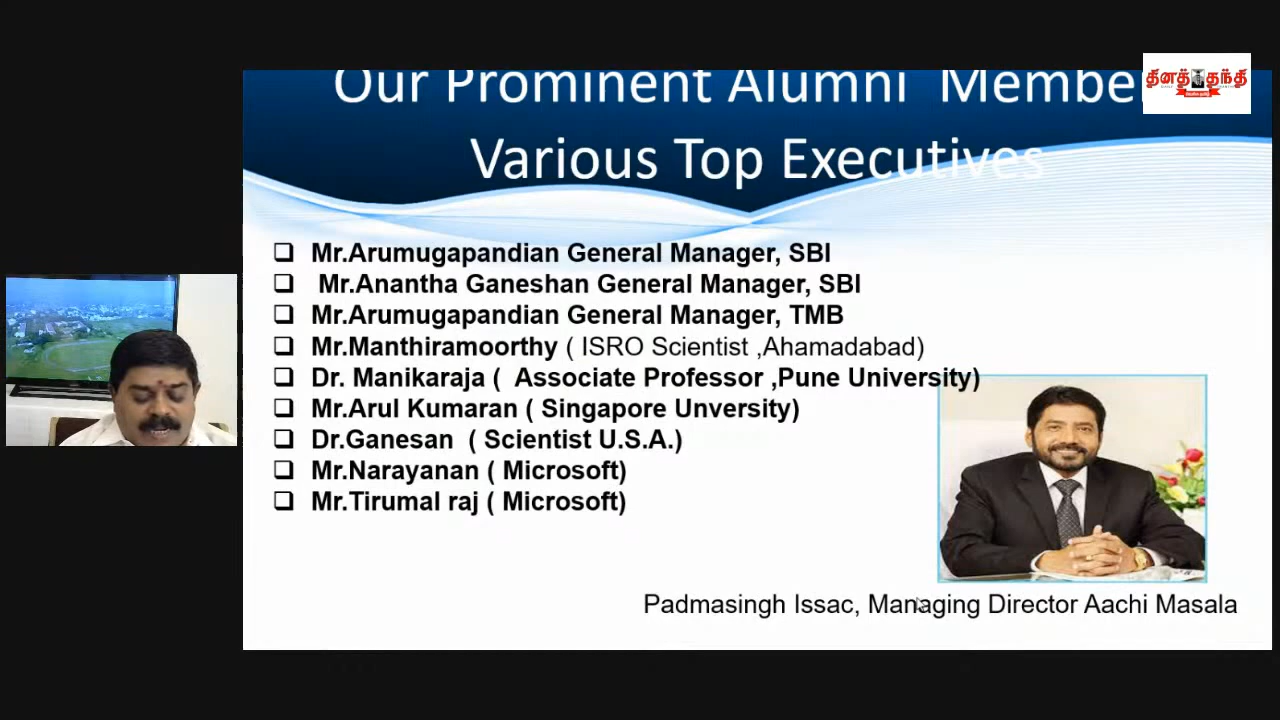 Our Prominent Alumni Member
தினத்தந்தி
Various Top Executives
Mr.Arumugapandian General Manager, SBI
Mr.Anantha Ganeshan General Manager, SBI
Mr.Arumugapandian General Manager, TMB
Mr.Manthiramoorthy ( ISRO Scientist ,Ahamadabad)
Dr. Manikaraja ( Associate Professor ,Pune University)
Mr.Arul Kumaran ( Singapore Unversity)
Dr.Ganesan ( Scientist U.S.A.)
Mr.Narayanan ( Microsoft)
Mr.Tirumal raj ( Microsoft)
Padmasingh Issac, Managing Director Aachi Masala